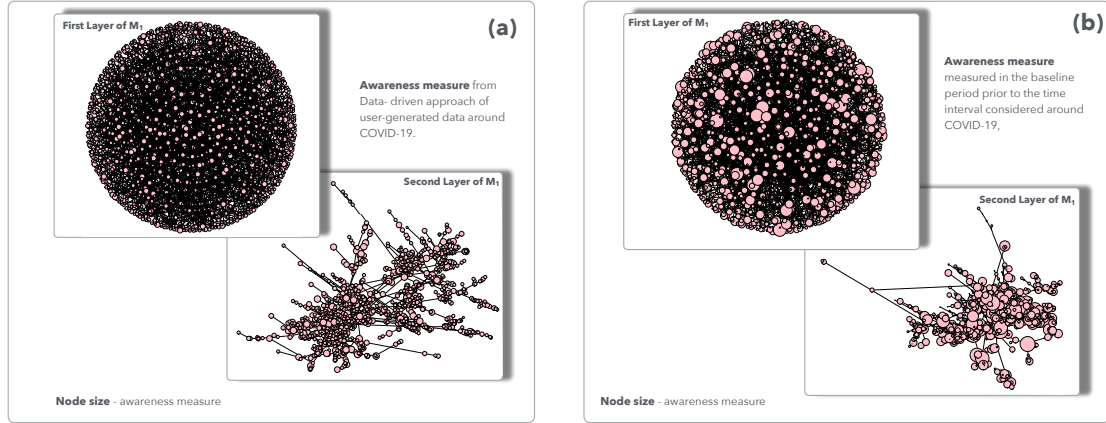 (a)
First Layer of M1
Awareness measure from
Data- driven approach of
user-generated data around
COVID-19.
Second Layer of M1
Node size - awareness measure
(b)
First Layer of M1
Awareness measure
measured in the baseline
period prior to the time
interval considered around
COVID-19,
Second Layer of M1
Node size - awareness measure